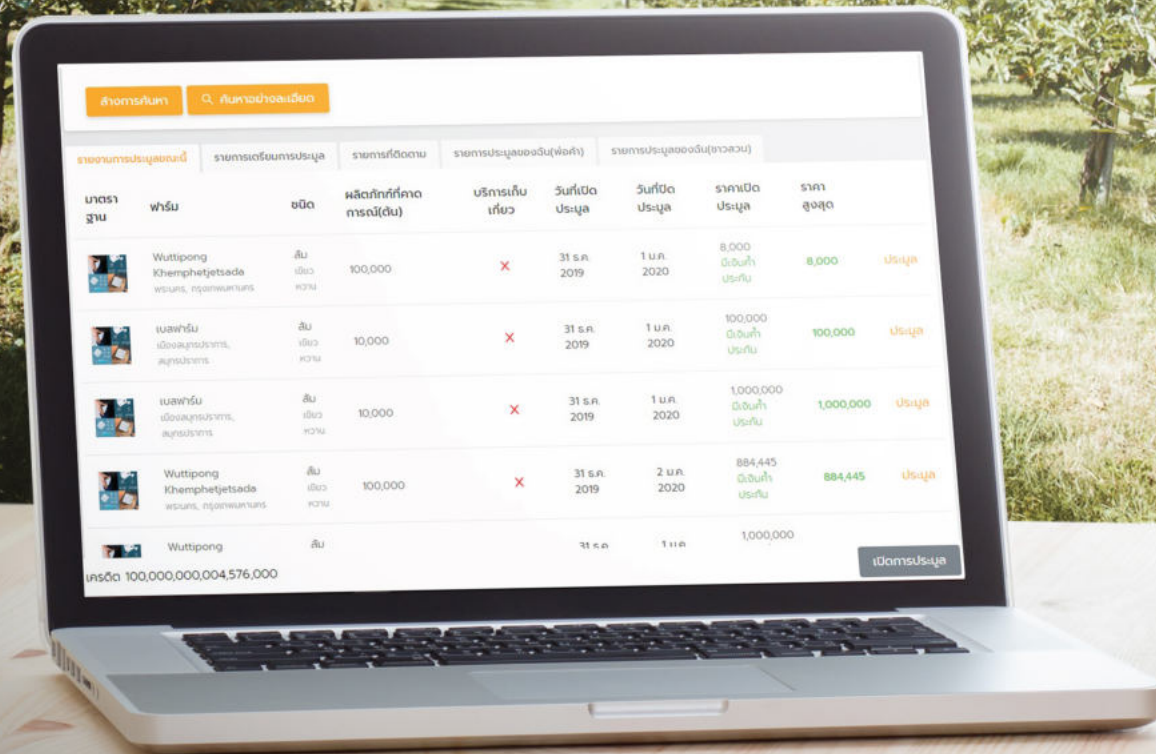 ล้างการค้นหา ค้นหาอย่างละเอียด
รายงานการประมูลขณะนี้ รายการเตรียมการประมูล รายการที่ติดตาม รายการประมูลของฉัน(พ่อค้า) รายการประมูลของฉัน(ชาวสวน)
มาตรา ฟาร์ม ชนิด ผลิตภัทท์ที่คาด บริการเก็บ วันที่เปิด วันที่ปิด ราคาเปิด ราคา
ฐาน การณ์(ตัน) เกี่ยว ประมูล ประมูล ประมูล สูงสุด
Wuttipong ส้ม 31 ธ.ค. 1 ม.ค. 8,000
Khemphetjetsada เขียว 100,000 X 2019 2020 มีเงินค้ำ 8,000 ประมูล
พระนคร, กรุงเทพมหานคร หวาน ประกัน
เบสฟาร์ม ส้ม 31 ธ.ค. 1 ม.ค. 100,000
เมืองสมุทรปราการ, เขียว 10,000 X 2019 2020 มีเงินค้ำ 100,000 ประมูล
สมุทรปราการ หวาน ประกัน
เบสฟาร์ม ส้ม 31 ธ.ค. 1 ม.ค. 1,000,000
เมืองสมุทรปราการ, เขียว 10,000 X 2019 2020 มีเงินค้ำ 1,000,000 ประมูล
สมุทรปราการ หวาน ประกัน
Wuttipong ส้ม 31 ธ.ค. 2 ม.ค. 884,445
Khemphetjetsada เขียว 100,000 X 2019 2020 มีเงินค้ำ 884,445 ประมูล
พระนคร, กรุงเทพมหานคร หวาน ประกัน
Wuttipong ส้ม 31 ธ.ค. 1 ม.ค. 1,000,000
เครดิต 100,000,000,004,576,000 เปิดการประมูล